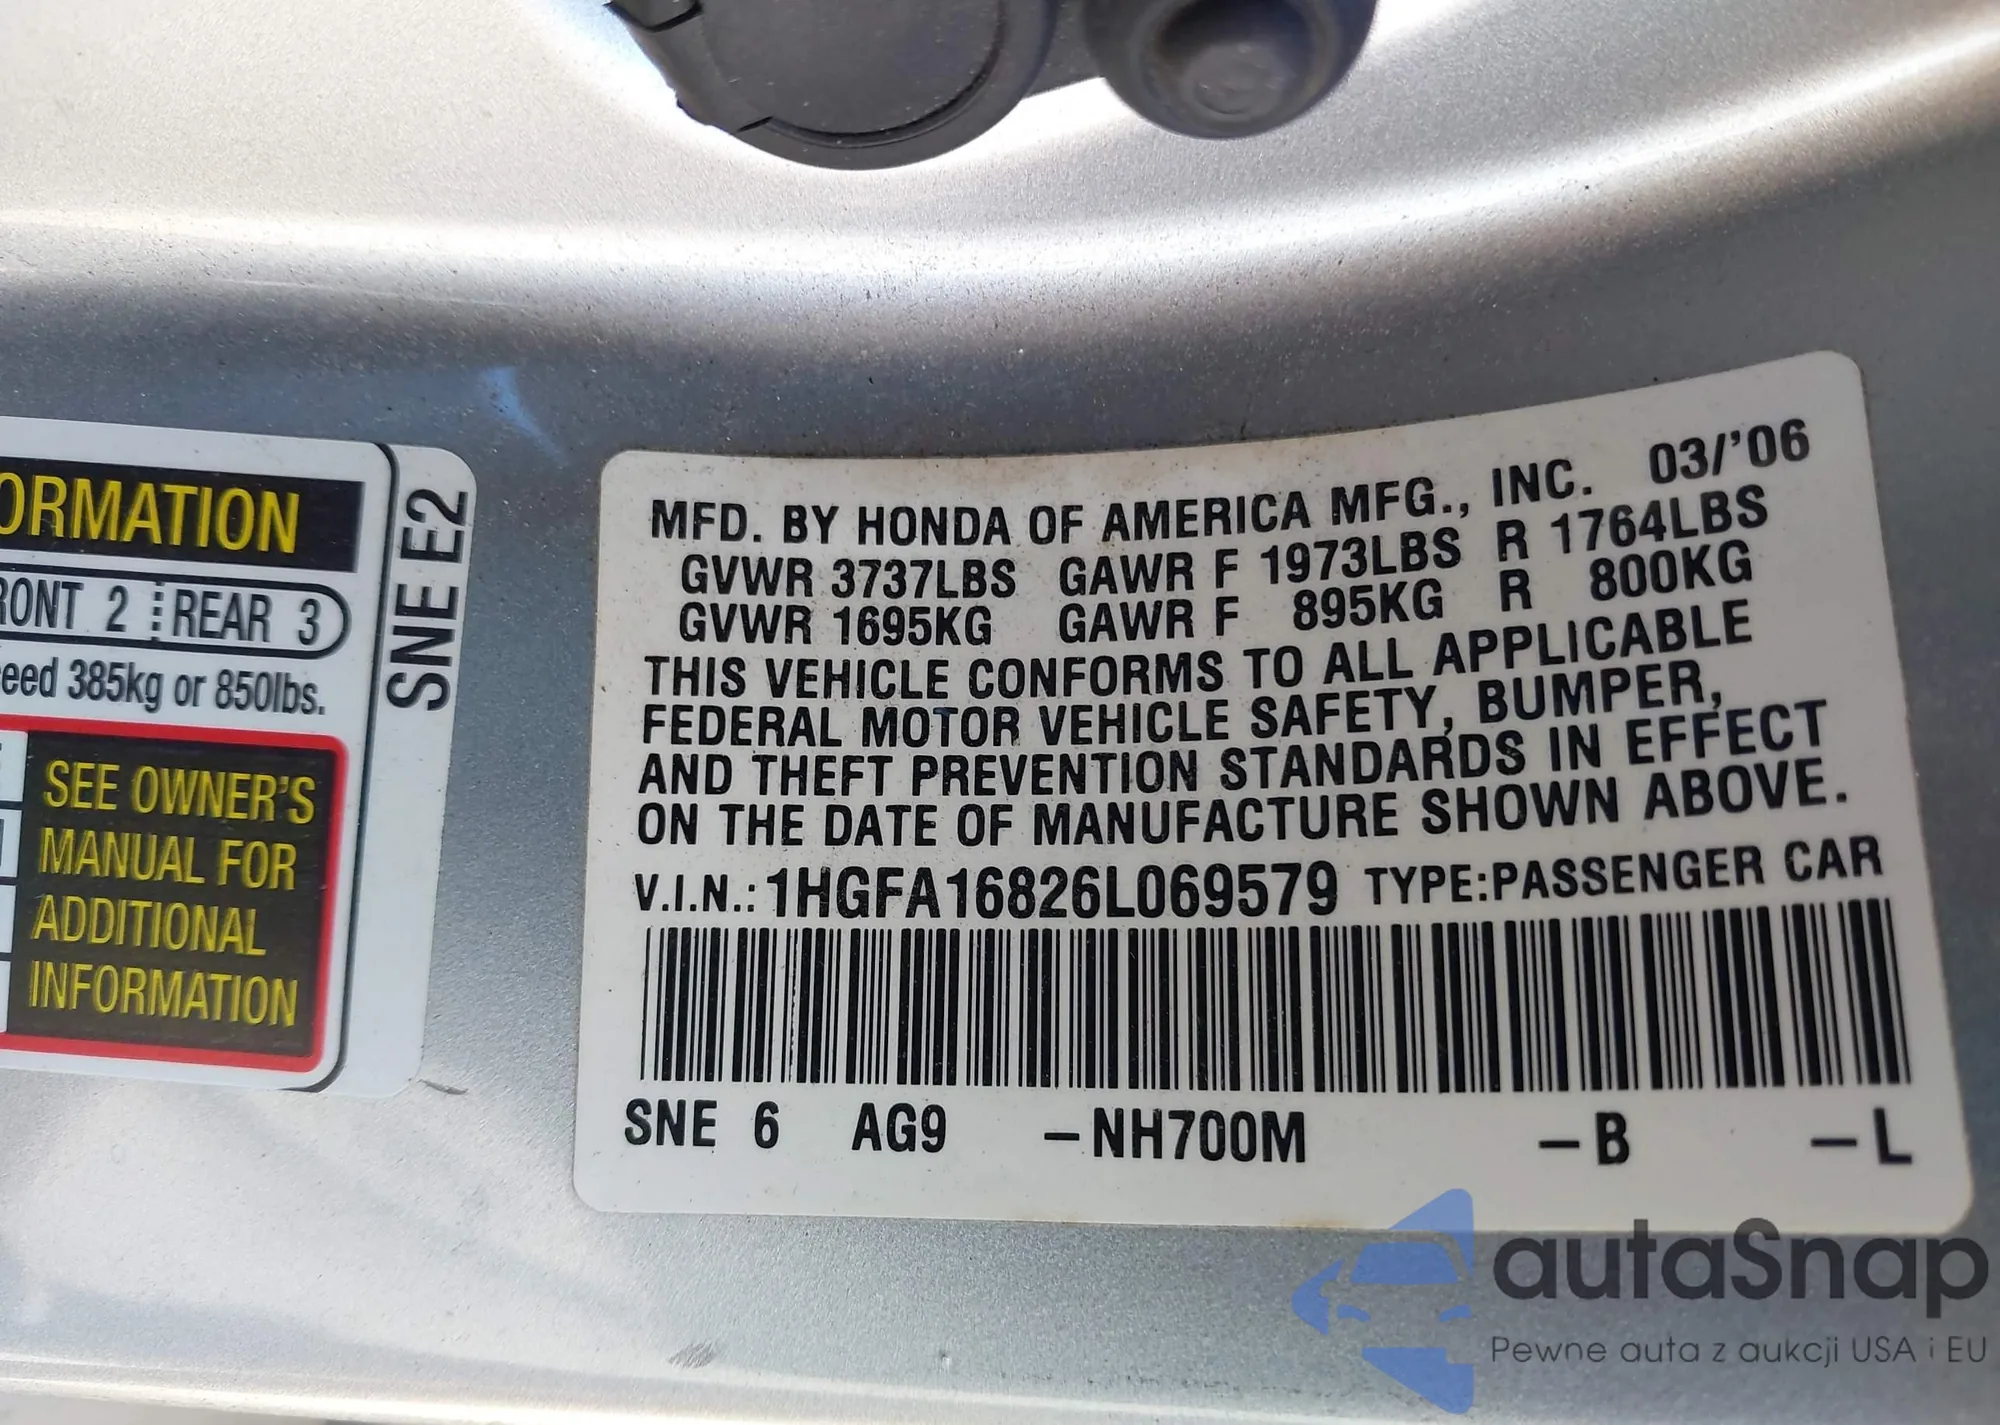 ORMATION
RONT 2 REAR 3
eed 385kg or 850lbs.
SEE OWNER'S
MANUAL FOR
ADDITIONAL
INFORMATION
SNE E2
MFD. BY HONDA OF AMERICA MFG., INC. 03/'06
GVWR 3737LBS GAWR F 1973LBS R 1764LBS
GVWR 1695KG GAWR F 895KG R 800KG
THIS VEHICLE CONFORMS TO ALL APPLICABLE
FEDERAL MOTOR VEHICLE SAFETY, BUMPER,
AND THEFT PREVENTION STANDARDS IN EFFECT
ON THE DATE OF MANUFACTURE SHOWN ABOVE.
V.I.N.: 1HGFA16826L069579 TYPE:PASSENGER CAR
SNE 6 AG9 -NH700M -B -L
autaSnap
Pewne auta z aukcji USA i EU